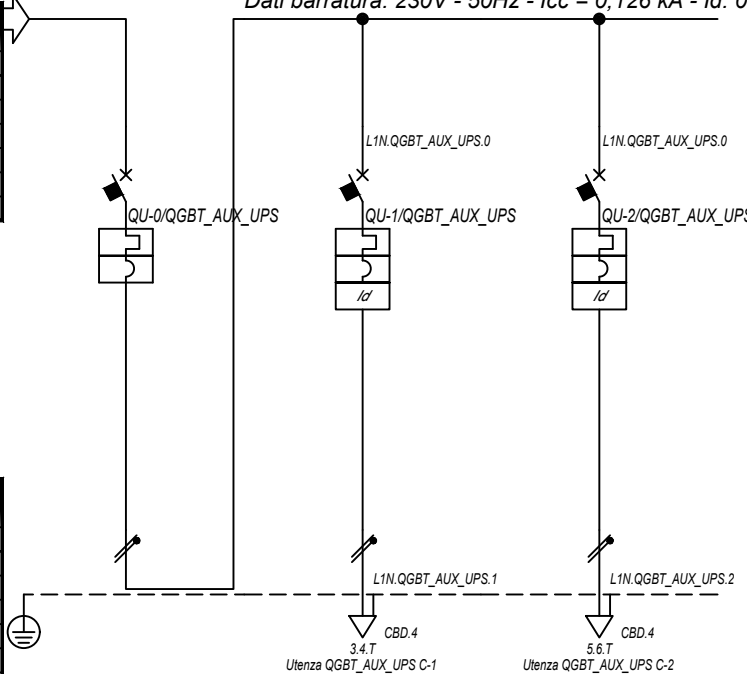 Dati barratura: 230V - 50Hz - Icc = 0,126 kA - Id: 0
L1N.QGBT_AUX_UPS.0
L1N.QGBT_AUX_UPS.0
QU-0/QGBT_AUX_UPS
QU-1/QGBT_AUX_UPS
QU-2/QGBT_AUX_UPS
Id
Id
L1N.QGBT_AUX_UPS.1
L1N.QGBT_AUX_UPS.2
CBD.4
CBD.4
3.4.T
5.6.T
Utenza QGBT_AUX_UPS C-1
Utenza QGBT_AUX_UPS C-2